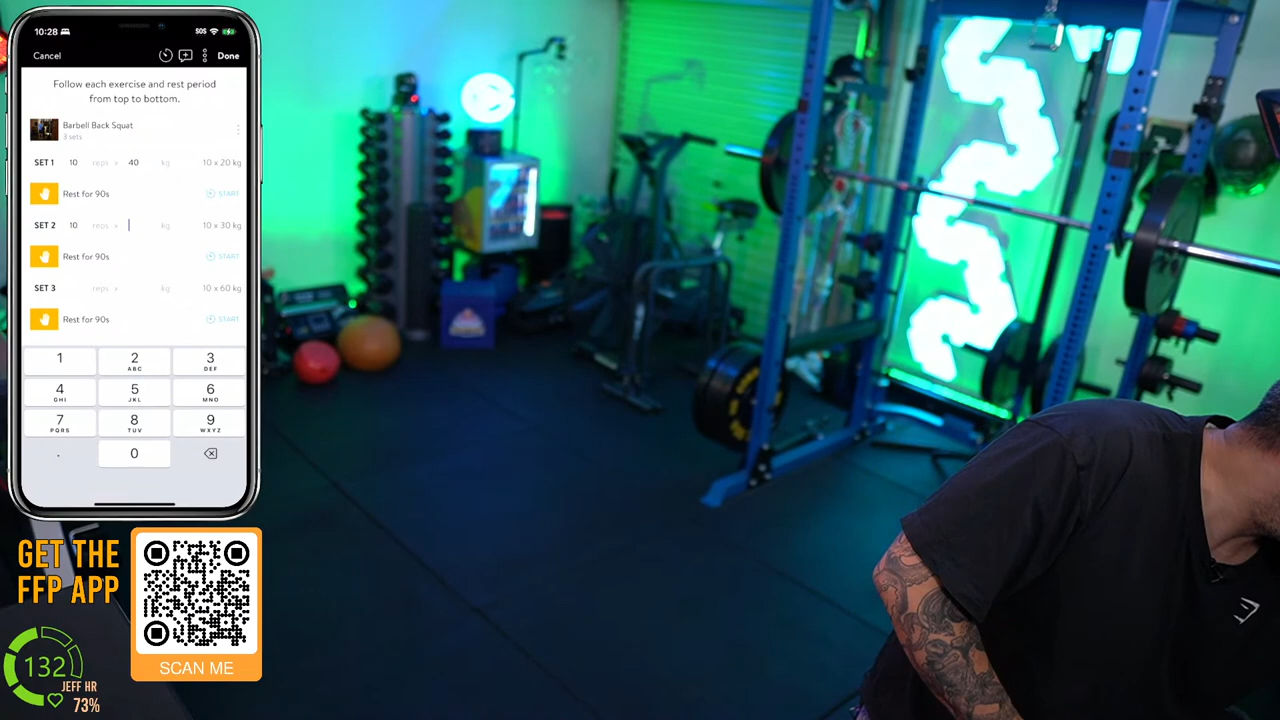 10:28
SOS
Cancel
Done
Follow each exercise and rest period
from top to bottom.
Barbell Back Squat
3 sets
SET 1 10 reps x 40 kg 10 x 20 kg
Rest for 90s START
SET 2 10 reps x kg 10 x 30 kg
Rest for 90s START
SET 3 reps x kg 10 x 60 kg
Rest for 90s START
1 2 3
ABC DEF
4 5 6
GHI JKL MNO
7 8 9
PQRS TUV WXYZ
. 0
GET THE
FFP APP
SCAN ME
132
JEFF HR
73%